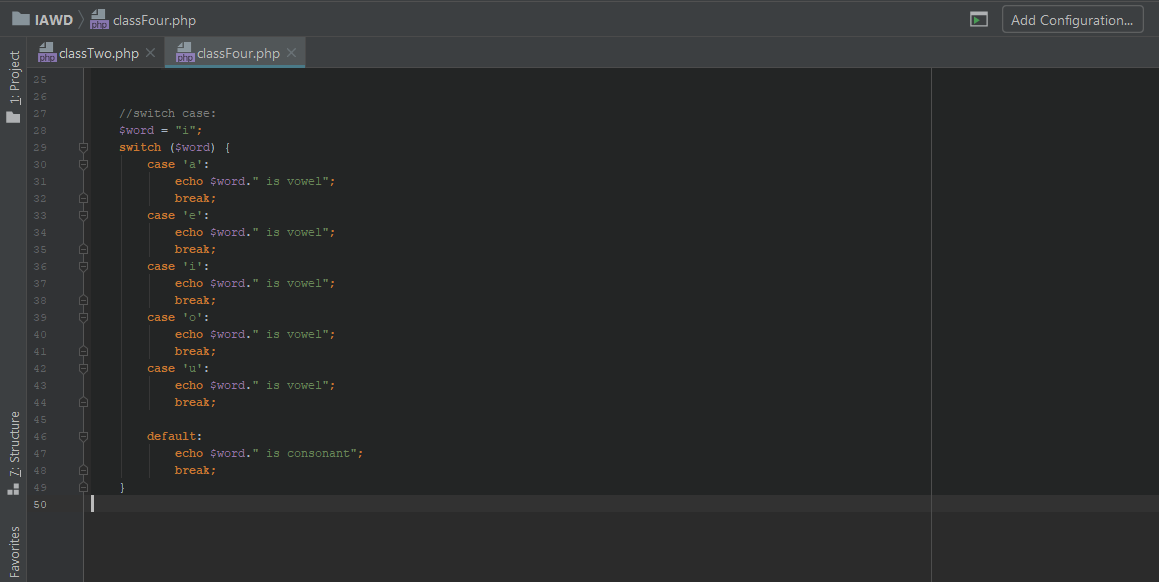 IAWD classFour.php Add Configuration...
classTwo.php classFour.php
1: Project
7: Structure
Favorites
25
26
27 //switch case:
28 $word = "i";
29 switch ($word) {
30 case 'a':
31 echo $word." is vowel";
32 break;
33 case 'e':
34 echo $word." is vowel";
35 break;
36 case 'i':
37 echo $word." is vowel";
38 break;
39 case 'o':
40 echo $word." is vowel";
41 break;
42 case 'u':
43 echo $word." is vowel";
44 break;
45
46 default:
47 echo $word." is consonant";
48 break;
49 }
50